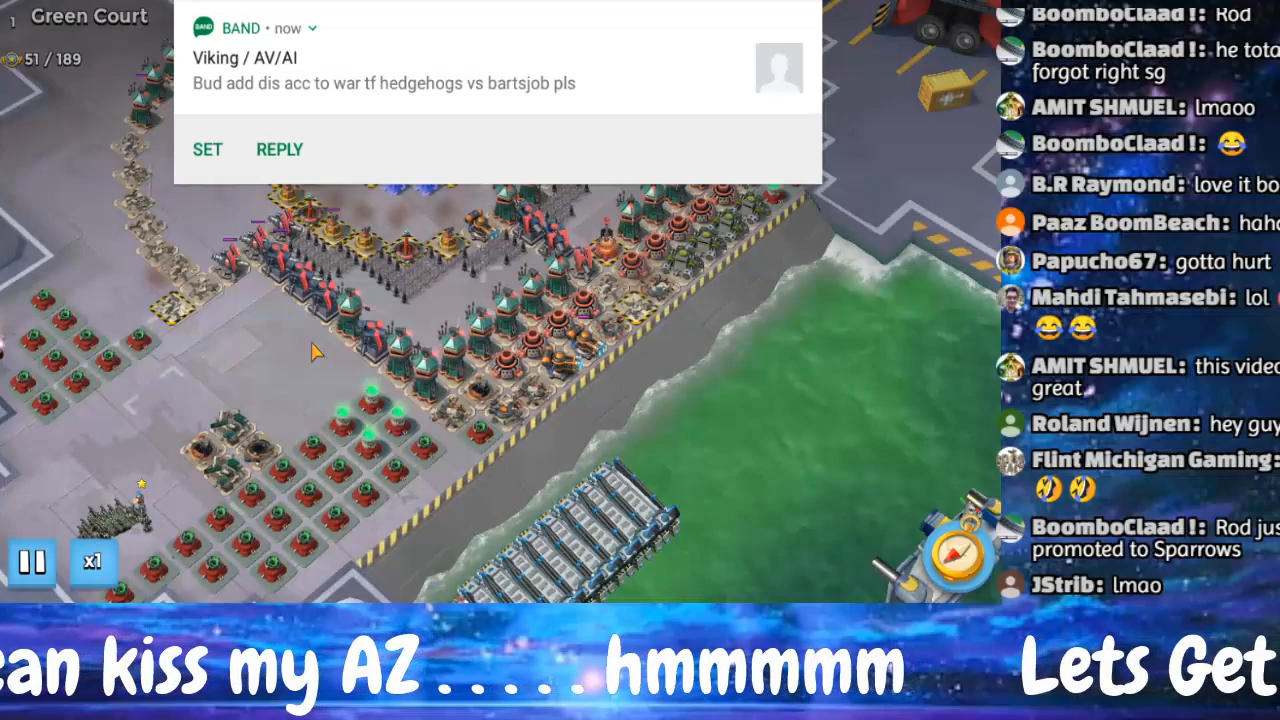 1 Green Court
51 / 189
BAND • now
Viking / AV/AI
Bud add dis acc to war tf hedgehogs vs bartsjob pls
SET REPLY
x1
BoomboClaad !: Rod
BoomboClaad !: he tota
forgot right sg
AMIT SHMUEL: lmaoo
BoomboClaad !: 😂
B.R Raymond: love it bo
Paaz BoomBeach: haha
Papucho67: gotta hurt
Mahdi Tahmasebi: lol
😂 😂
AMIT SHMUEL: this video
great
Roland Wijnen: hey guy
Flint Michigan Gaming:
🤣 🤣
BoomboClaad !: Rod jus
promoted to Sparrows
JStrib: lmao
ean kiss my AZ . . . . . hmmmmm Lets Get